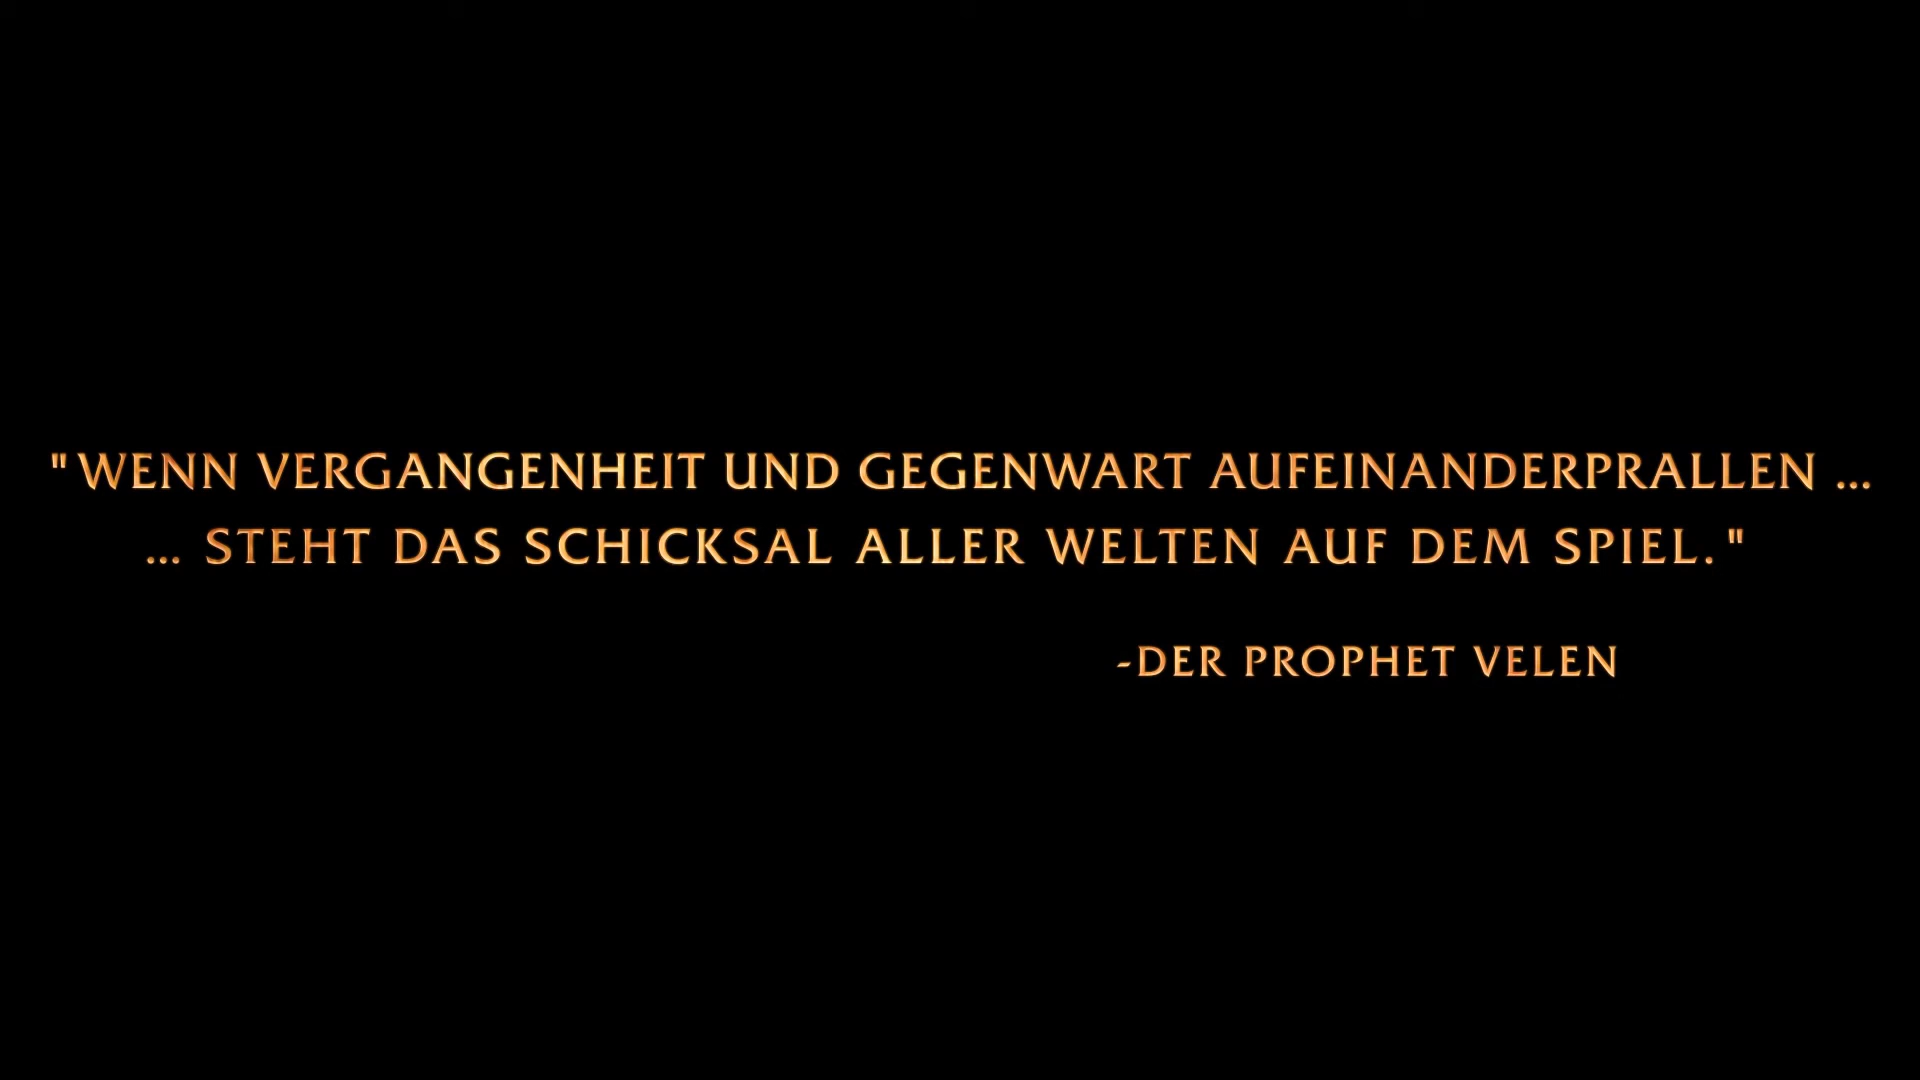 "WENN VERGANGENHEIT UND GEGENWART AUFEINANDERPRALLEN ...
... STEHT DAS SCHICKSAL ALLER WELTEN AUF DEM SPIEL."
-DER PROPHET VELEN